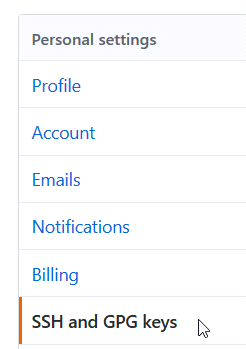 Personal settings
Profile
Account
Emails
Notifications
Billing
SSH and GPG keys